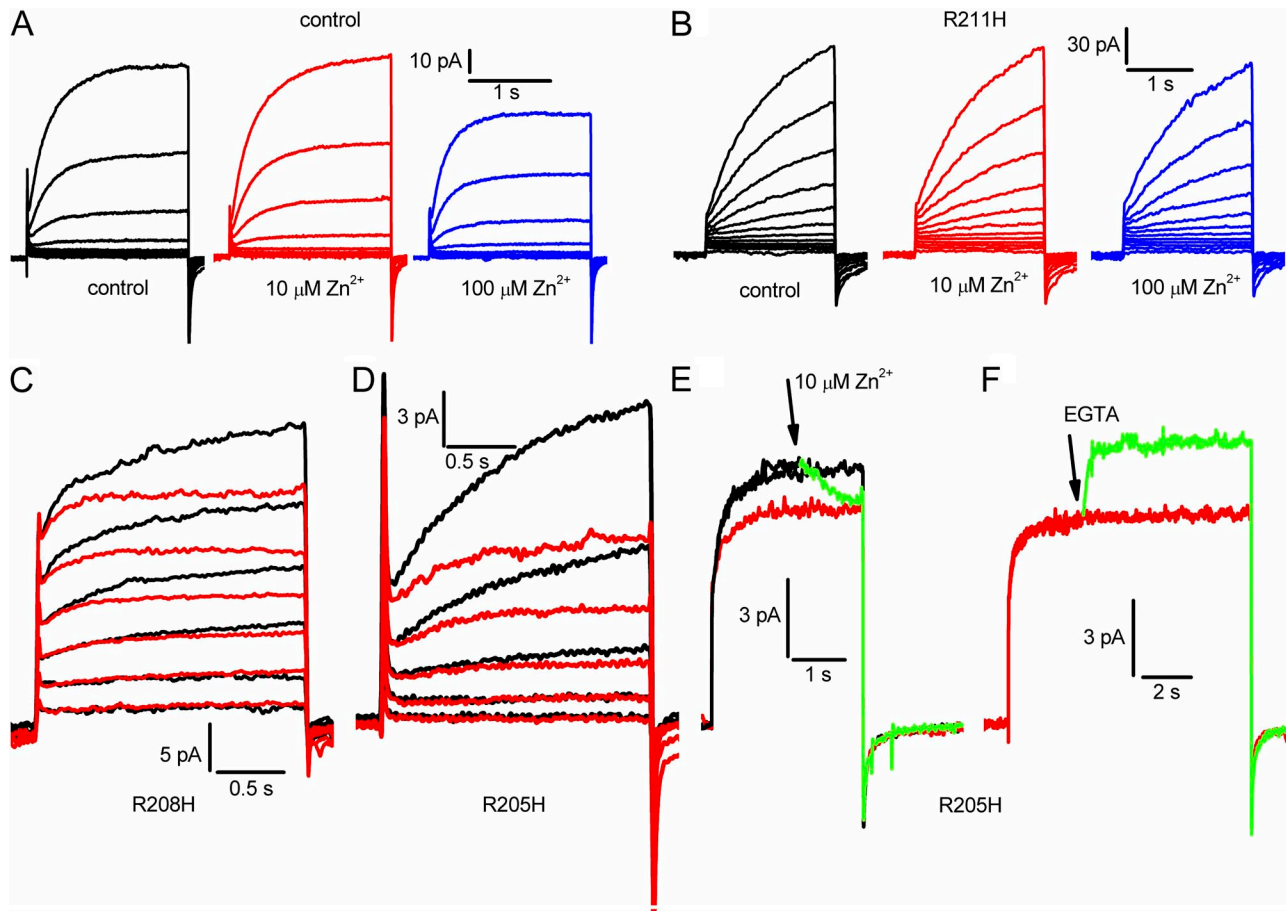 A
control
10 pA
1 s
control
10 μM Zn²⁺
100 μM Zn²⁺
B
R211H
30 pA
1 s
control
10 μM Zn²⁺
100 μM Zn²⁺
C
5 pA
0.5 s
R208H
D
3 pA
0.5 s
R205H
E
10 μM Zn²⁺
3 pA
1 s
F
EGTA
3 pA
2 s
R205H